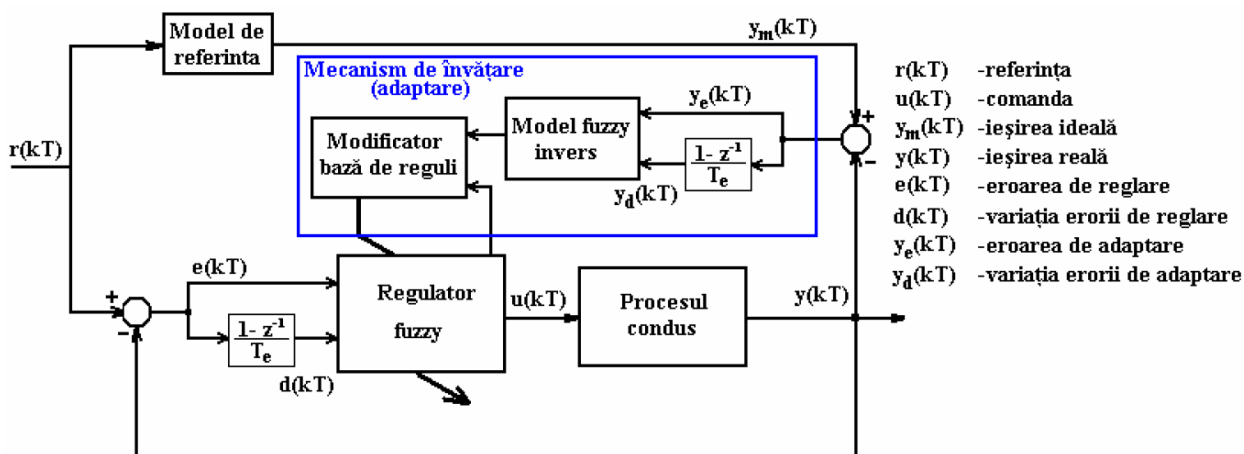 Model de
referinta
y_m(kT)
Mecanism de învățare
(adaptare)
Modificator
bază de reguli
Model fuzzy
invers
y_e(kT)
1- z^-1
T_e
y_d(kT)
+
-
r(kT)
+
-
e(kT)
1- z^-1
T_e
d(kT)
Regulator
fuzzy
u(kT)
Procesul
condus
y(kT)
r(kT) -referința
u(kT) -comanda
y_m(kT) -ieșirea ideală
y(kT) -ieșirea reală
e(kT) -eroarea de reglare
d(kT) -variația erorii de reglare
y_e(kT) -eroarea de adaptare
y_d(kT) -variația erorii de adaptare